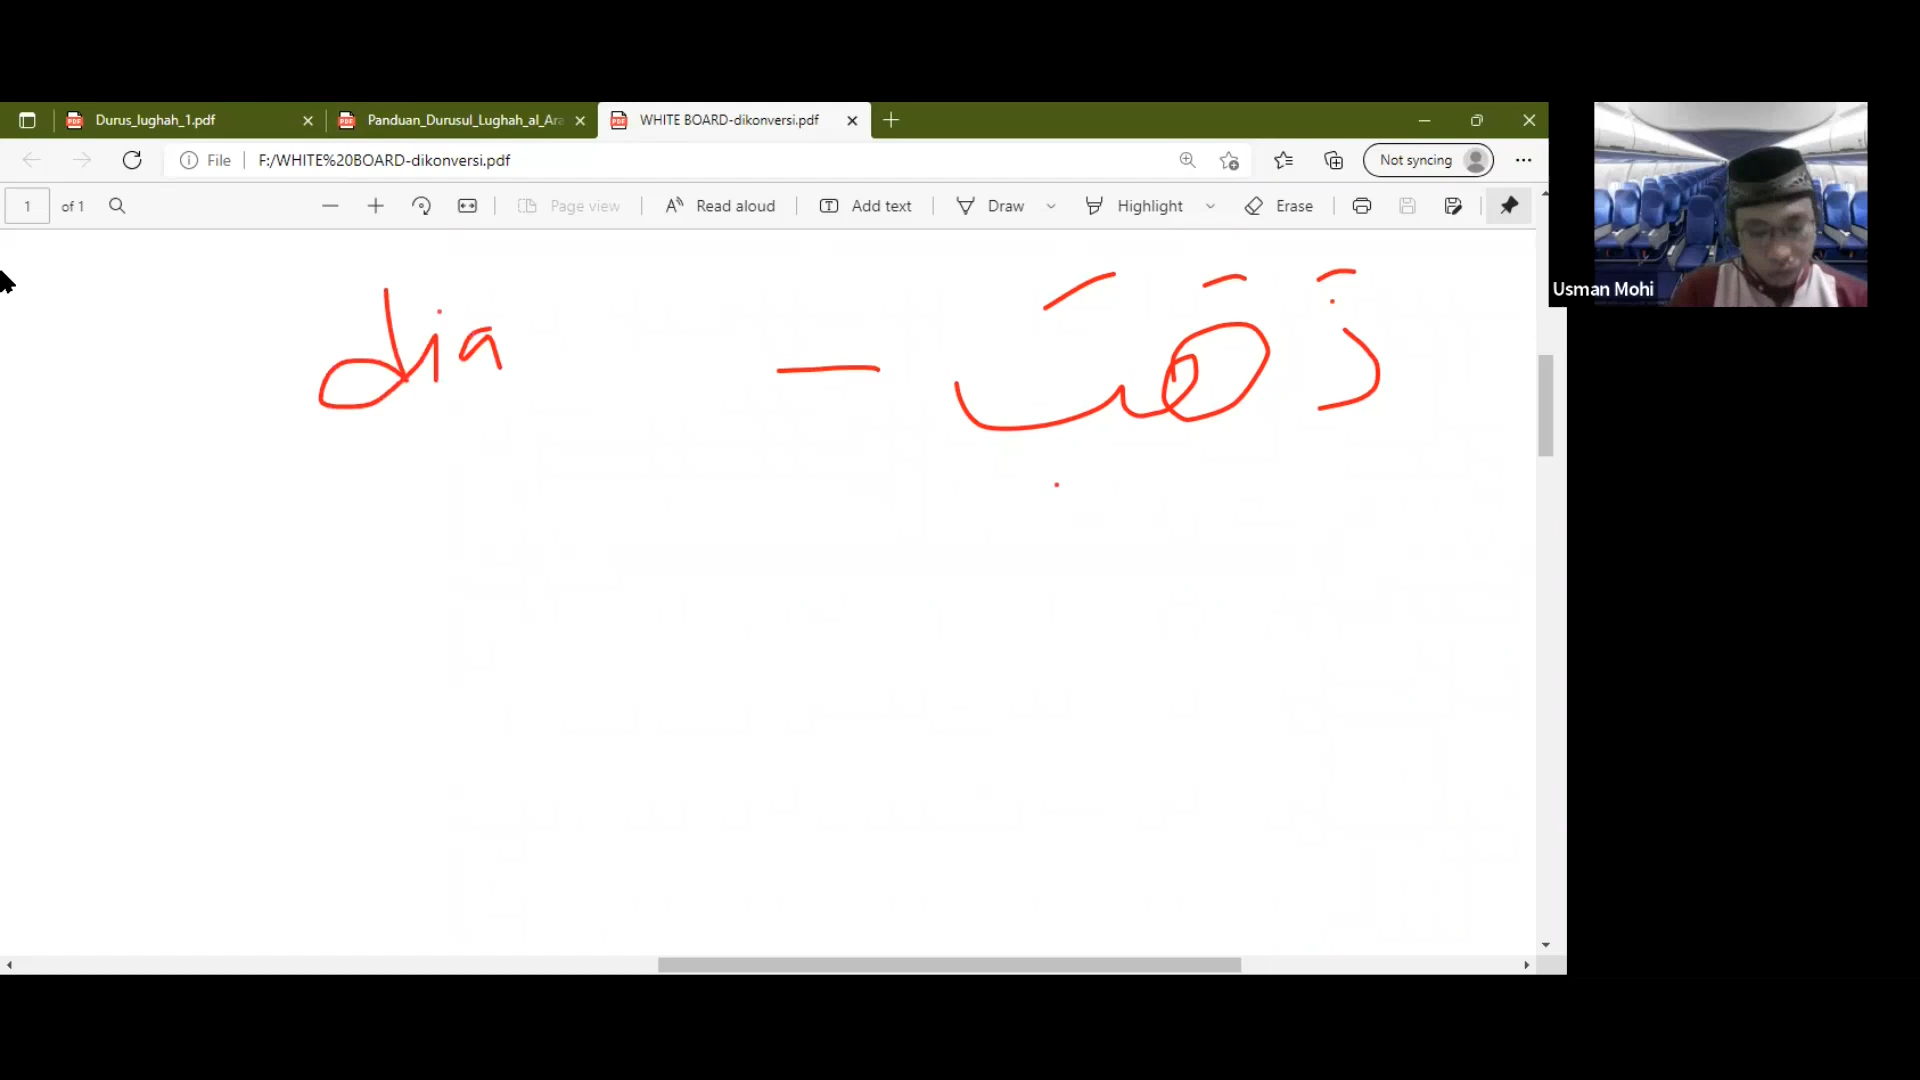 Durus_lughah_1.pdf
Panduan_Durusul_Lughah_al_Ara
WHITE BOARD-dikonversi.pdf
File F:/WHITE%20BOARD-dikonversi.pdf
Not syncing
1 of 1 Page view Read aloud Add text Draw Highlight Erase
Usman Mohi
dia — ذَهَبَ